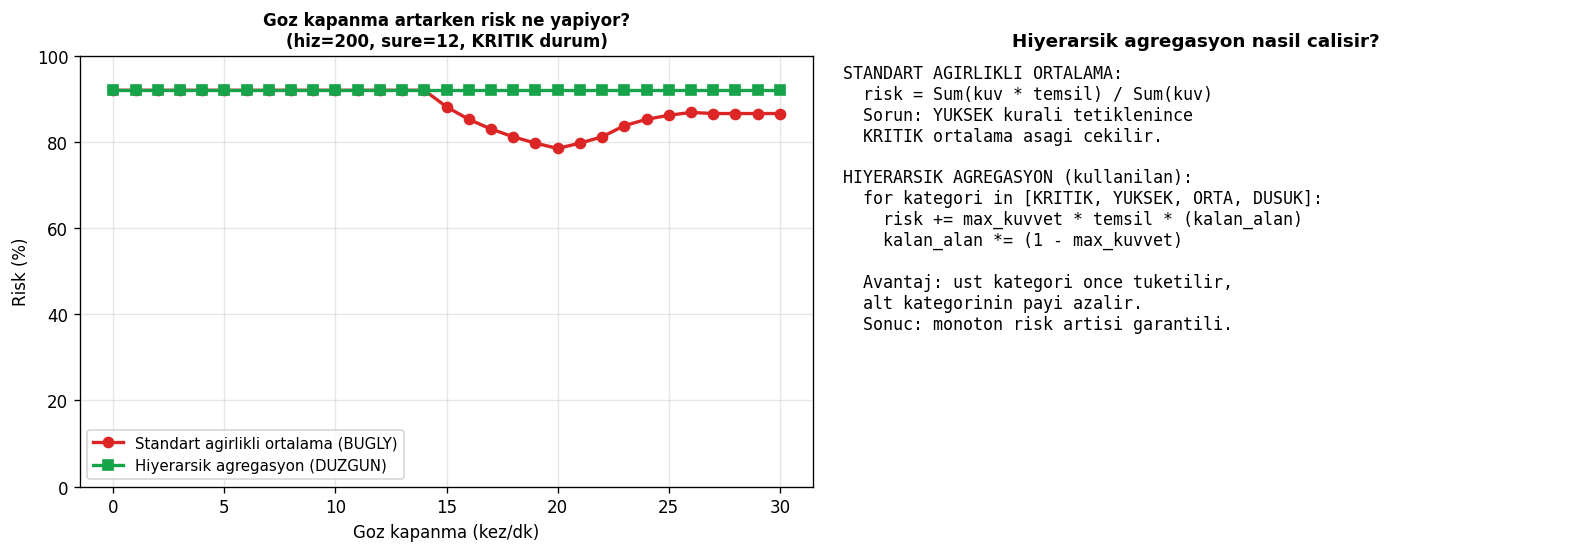 Goz kapanma artarken risk ne yapiyor?
(hiz=200, sure=12, KRITIK durum)
100
80
60
40
20
0
Risk (%)
0
5
10
15
20
25
30
Goz kapanma (kez/dk)
Standart agirlikli ortalama (BUGLY)
Hiyerarsik agregasyon (DUZGUN)
Hiyerarsik agregasyon nasil calisir?
STANDART AGIRLIKLI ORTALAMA:
risk = Sum(kuv * temsil) / Sum(kuv)
Sorun: YUKSEK kurali tetiklenince
KRITIK ortalama asagi cekilir.
HIYERARSIK AGREGASYON (kullanilan):
for kategori in [KRITIK, YUKSEK, ORTA, DUSUK]:
risk += max_kuvvet * temsil * (kalan_alan)
kalan_alan *= (1 - max_kuvvet)
Avantaj: ust kategori once tuketilir,
alt kategorinin payi azalir.
Sonuc: monoton risk artisi garantili.